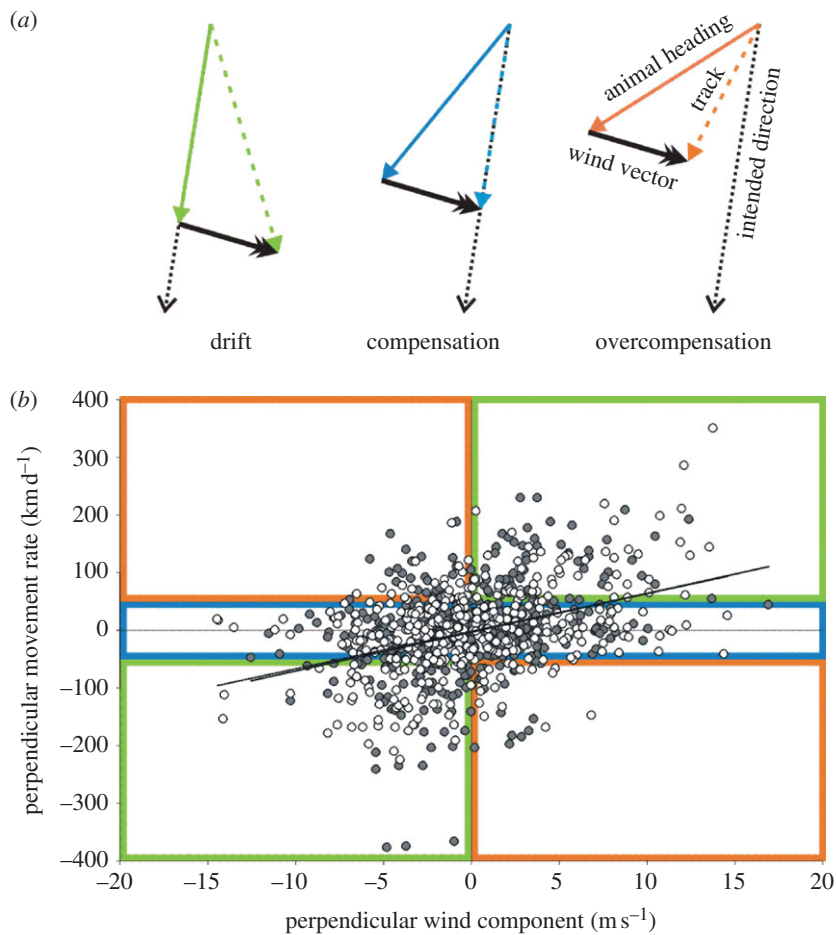 (a)
animal heading
track
wind vector
intended direction
drift
compensation
overcompensation
(b)
perpendicular movement rate (km d⁻¹)
400
300
200
100
0
–100
–200
–300
–400
–20
–15
–10
–5
0
5
10
15
20
perpendicular wind component (m s⁻¹)